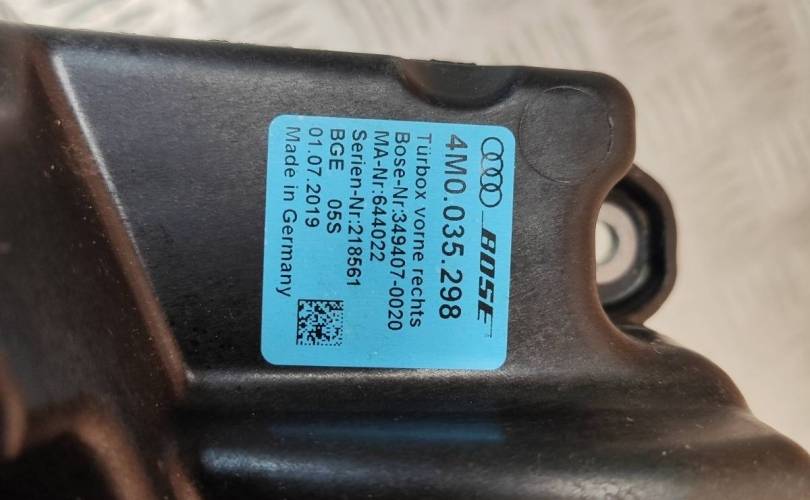 BOSE
4M0.035.298
Türbox vorne rechts
Bose-Nr:349407-0020
MA-Nr:644022
Serien-Nr:218561
BGE 05S
01.07.2019
Made in Germany